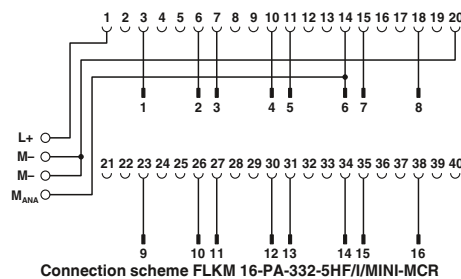 1 2 3 4 5 6 7 8 9 10 11 12 13 14 15 16 17 18 19 20
1 2 3 4 5 6 7 8
L+
M–
M–
MANA
21 22 23 24 25 26 27 28 29 30 31 32 33 34 35 36 37 38 39 40
9 10 11 12 13 14 15 16
Connection scheme FLKM 16-PA-332-5HF/I/MINI-MCR